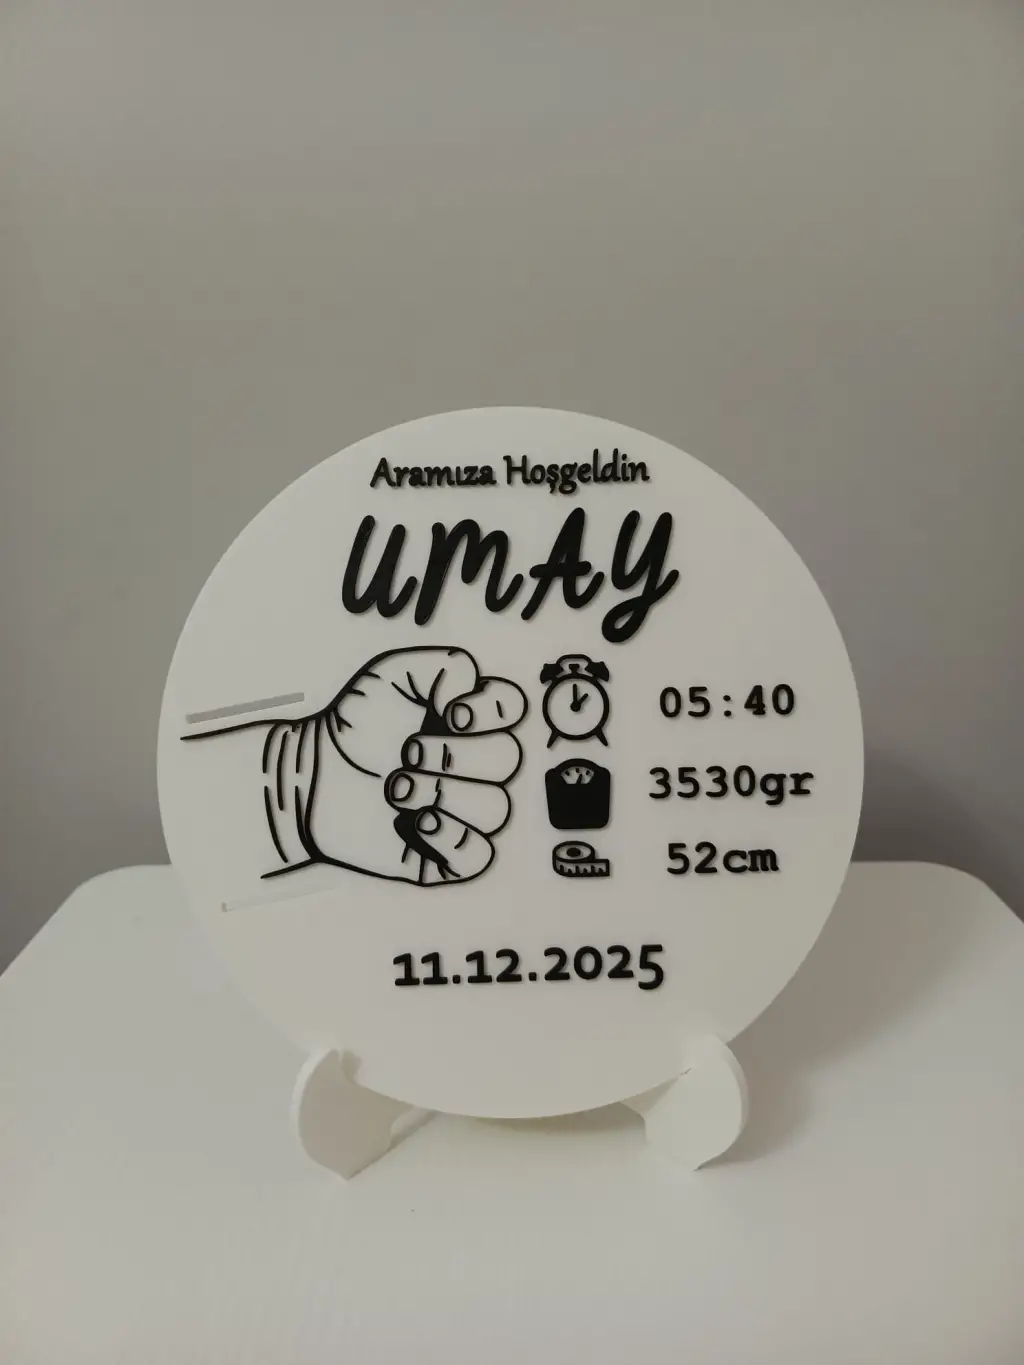 Aramıza Hoşgeldin
UMAY
05:40
3530gr
52cm
11.12.2025